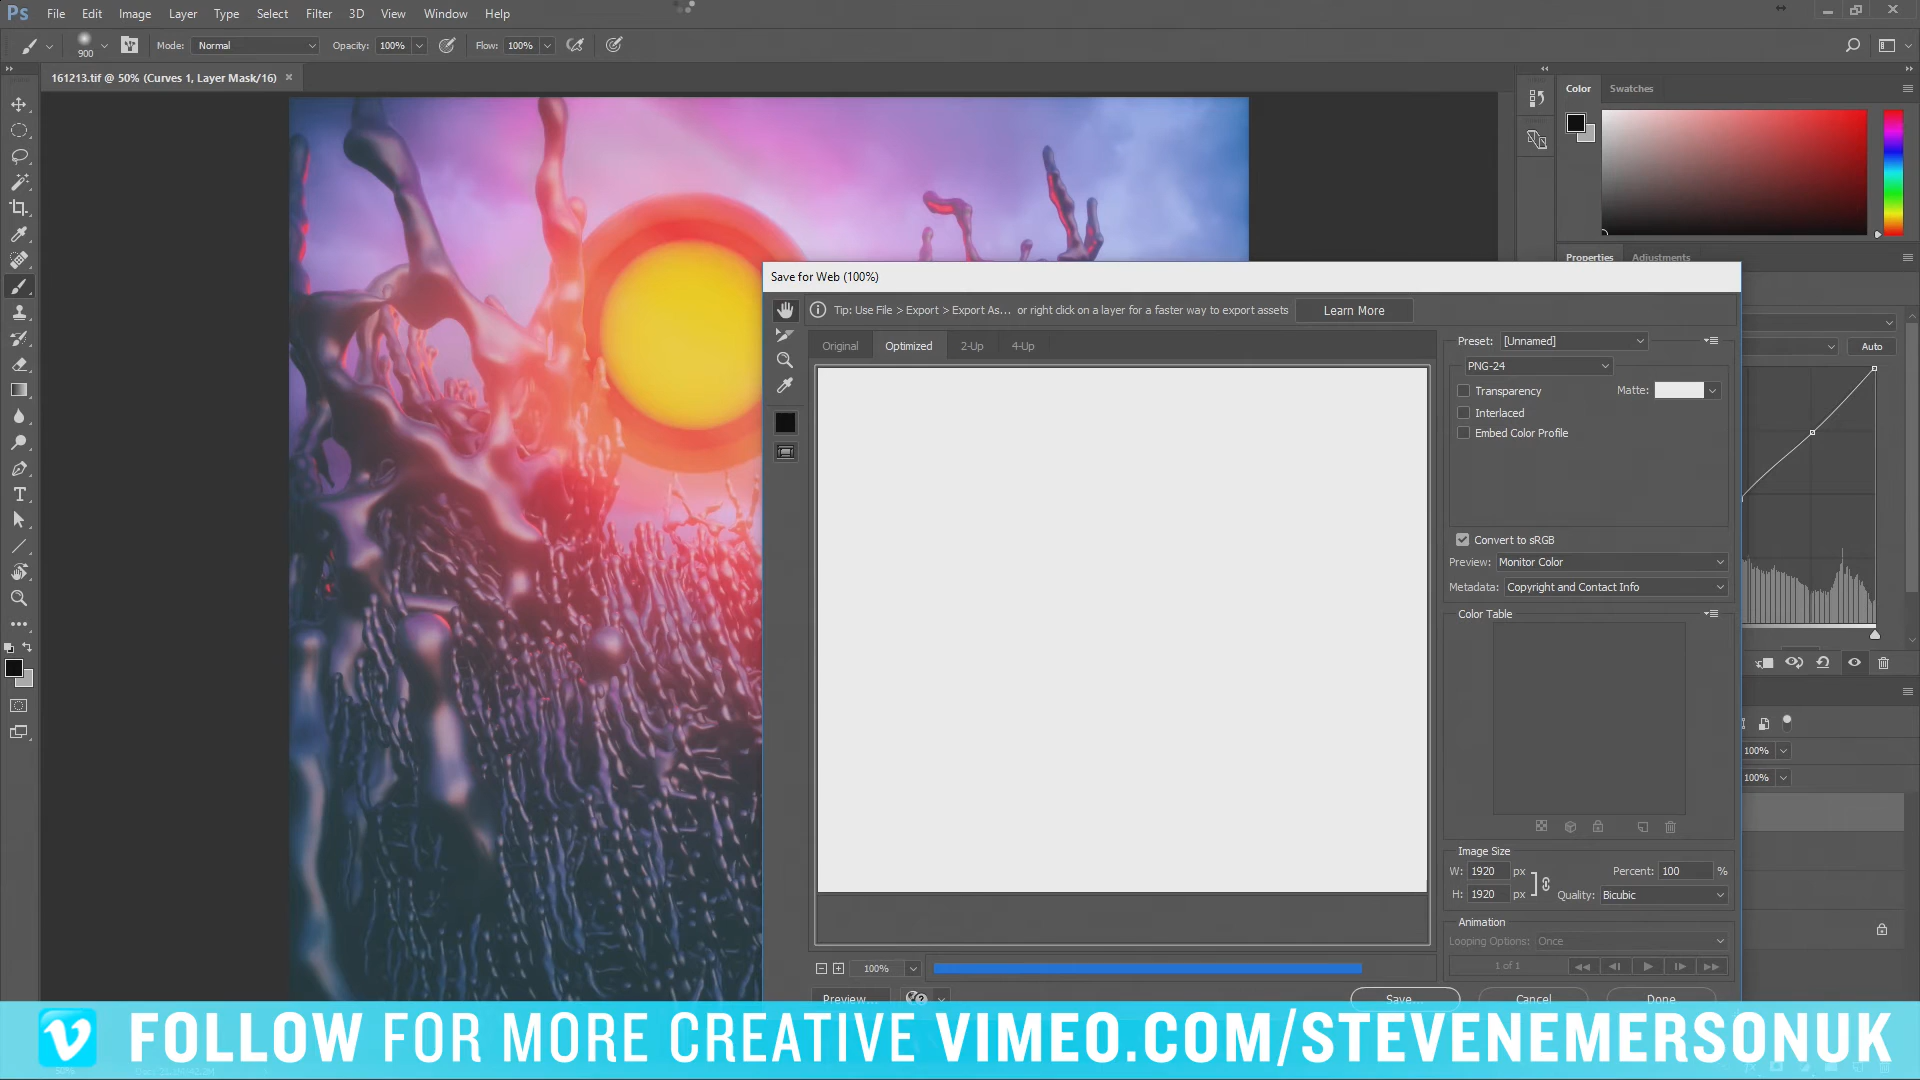 Ps File Edit Image Layer Type Select Filter 3D View Window Help
900 Mode: Normal Opacity: 100% Flow: 100%
161213.tif @ 50% (Curves 1, Layer Mask/16)
Color Swatches
Properties Adjustments
Auto
Save for Web (100%)
Tip: Use File > Export > Export As... or right click on a layer for a faster way to export assets Learn More
Original Optimized 2-Up 4-Up
Preset: [Unnamed]
PNG-24
Transparency Matte:
Interlaced
Embed Color Profile
Convert to sRGB
Preview: Monitor Color
Metadata: Copyright and Contact Info
Color Table
100%
100%
Image Size
W: 1920 px Percent: 100 %
H: 1920 px Quality: Bicubic
Animation
Looping Options: Once
1 of 1
100%
Preview... Save... Cancel Done
FOLLOW FOR MORE CREATIVE VIMEO.COM/STEVENEMERSONUK
50%